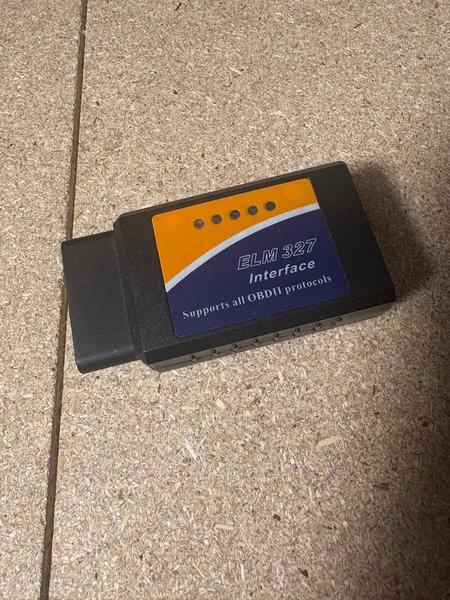 ELM 327
Interface
Supports all OBDII protocols